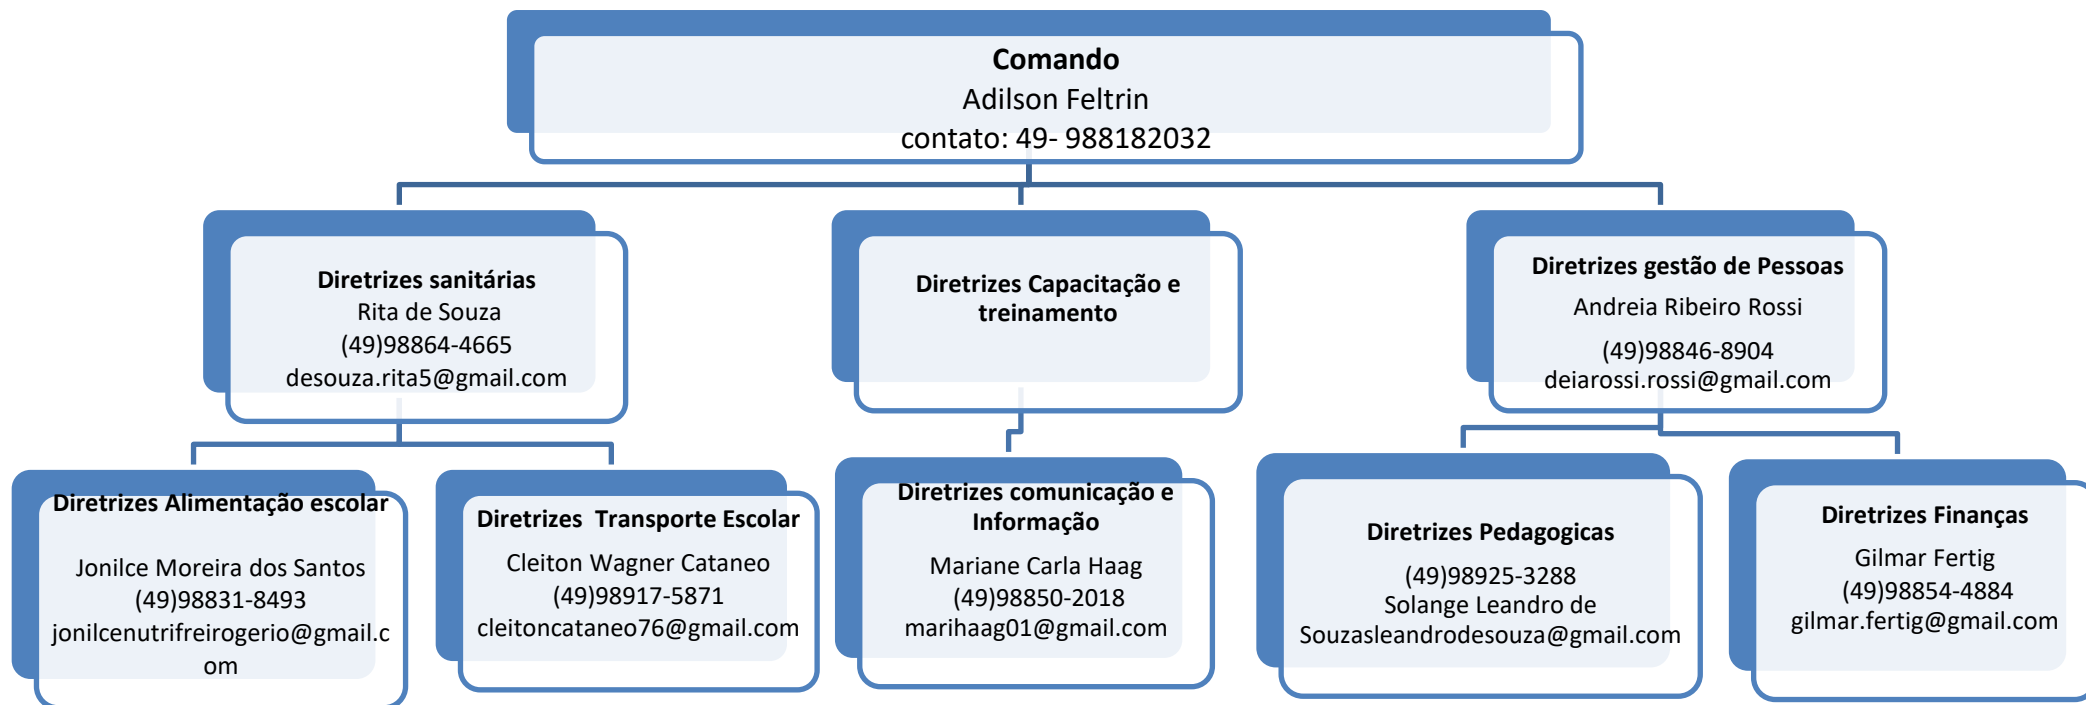 Comando
Adilson Feltrin
contato: 49- 988182032
Diretrizes sanitárias
Rita de Souza
(49)98864-4665
desouza.rita5@gmail.com
Diretrizes Capacitação e
treinamento
Diretrizes gestão de Pessoas
Andreia Ribeiro Rossi
(49)98846-8904
deiarossi.rossi@gmail.com
Diretrizes Alimentação escolar
Jonilce Moreira dos Santos
(49)98831-8493
jonilcenutrifreirogerio@gmail.c
om
Diretrizes  Transporte Escolar
Cleiton Wagner Cataneo
(49)98917-5871
cleitoncataneo76@gmail.com
Diretrizes comunicação e
Informação
Mariane Carla Haag
(49)98850-2018
marihaag01@gmail.com
Diretrizes Pedagogicas
(49)98925-3288
Solange Leandro de
Souzasleandrodesouza@gmail.com
Diretrizes Finanças
Gilmar Fertig
(49)98854-4884
gilmar.fertig@gmail.com